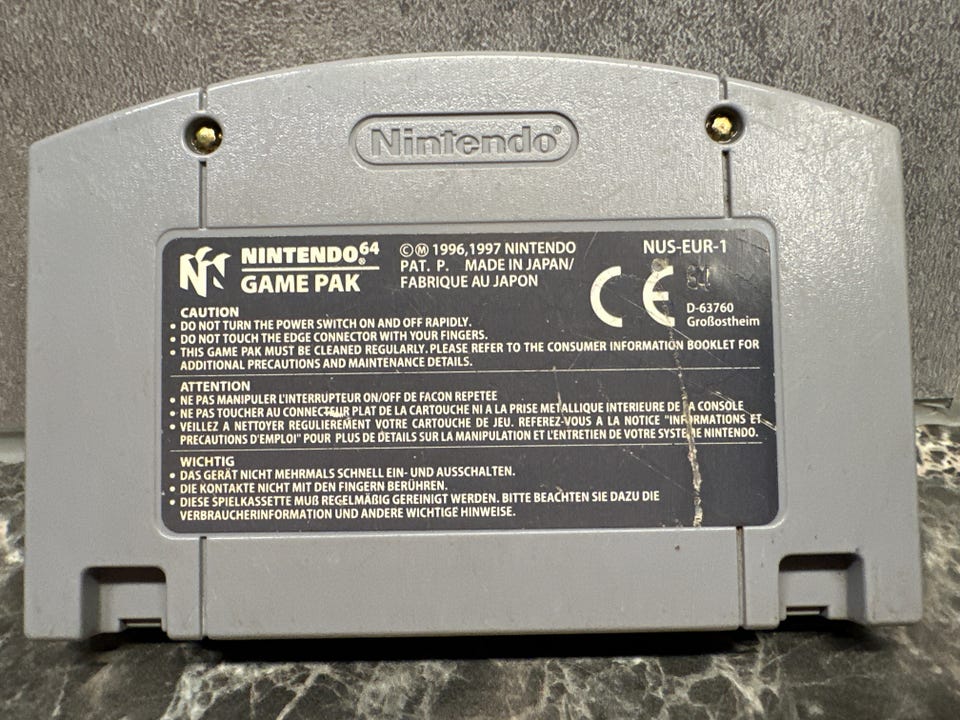 Nintendo®
NINTENDO®64
GAME PAK
©Ⓜ 1996,1997 NINTENDO
PAT. P. MADE IN JAPAN/
FABRIQUE AU JAPON
NUS-EUR-1
CE
D-63760
Großostheim
CAUTION
• DO NOT TURN THE POWER SWITCH ON AND OFF RAPIDLY.
• DO NOT TOUCH THE EDGE CONNECTOR WITH YOUR FINGERS.
• THIS GAME PAK MUST BE CLEANED REGULARLY. PLEASE REFER TO THE CONSUMER INFORMATION BOOKLET FOR
ADDITIONAL PRECAUTIONS AND MAINTENANCE DETAILS.
ATTENTION
• NE PAS MANIPULER L'INTERRUPTEUR ON/OFF DE FACON REPETEE
• NE PAS TOUCHER AU CONNECTEUR PLAT DE LA CARTOUCHE NI A LA PRISE METALLIQUE INTERIEURE DE LA CONSOLE
• VEILLEZ A NETTOYER REGULIEREMENT VOTRE CARTOUCHE DE JEU. REFEREZ-VOUS A LA NOTICE "INFORMATIONS ET
PRECAUTIONS D'EMPLOI" POUR PLUS DE DETAILS SUR LA MANIPULATION ET L'ENTRETIEN DE VOTRE SYSTEME NINTENDO.
WICHTIG
• DAS GERÄT NICHT MEHRMALS SCHNELL EIN- UND AUSSCHALTEN.
• DIE KONTAKTE NICHT MIT DEN FINGERN BERÜHREN.
• DIESE SPIELKASSETTE MUß REGELMÄßIG GEREINIGT WERDEN. BITTE BEACHTEN SIE DAZU DIE
VERBRAUCHERINFORMATION UND ANDERE WICHTIGE HINWEISE.